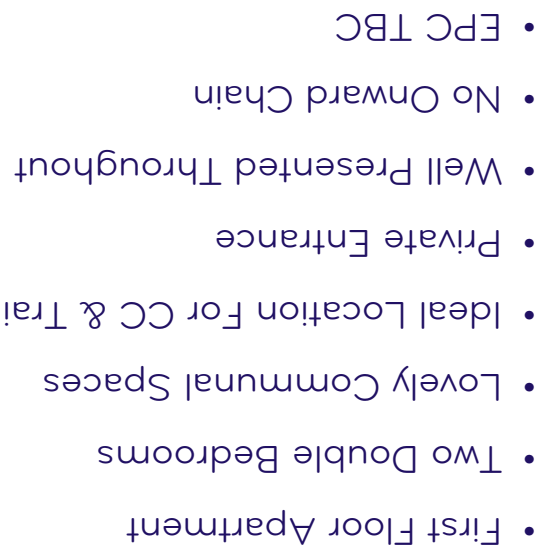 • First Floor Apartment
• Two Double Bedrooms
• Lovely Communal Spaces
• Ideal Location For CC & Trai
• Private Entrance
• Well Presented Throughout
• No Onward Chain
• EPC TBC